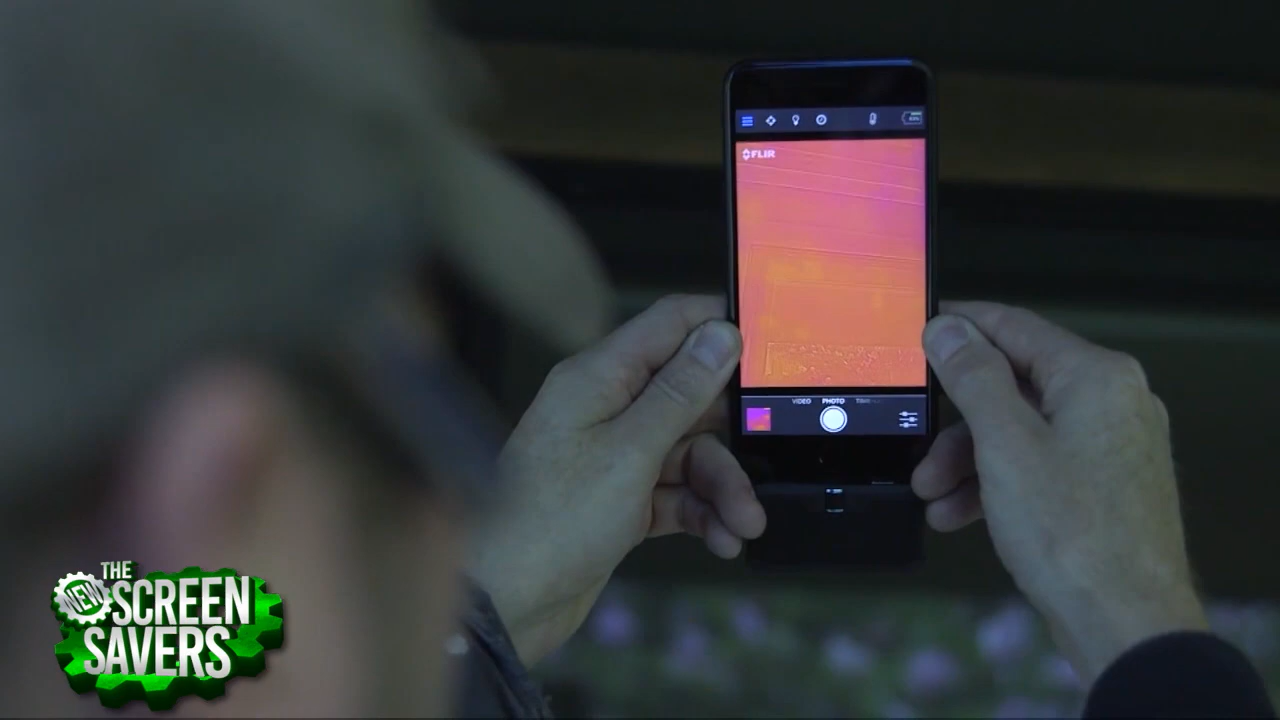 FLIR
VIDEO PHOTO
THE
NEW SCREEN
SAVERS